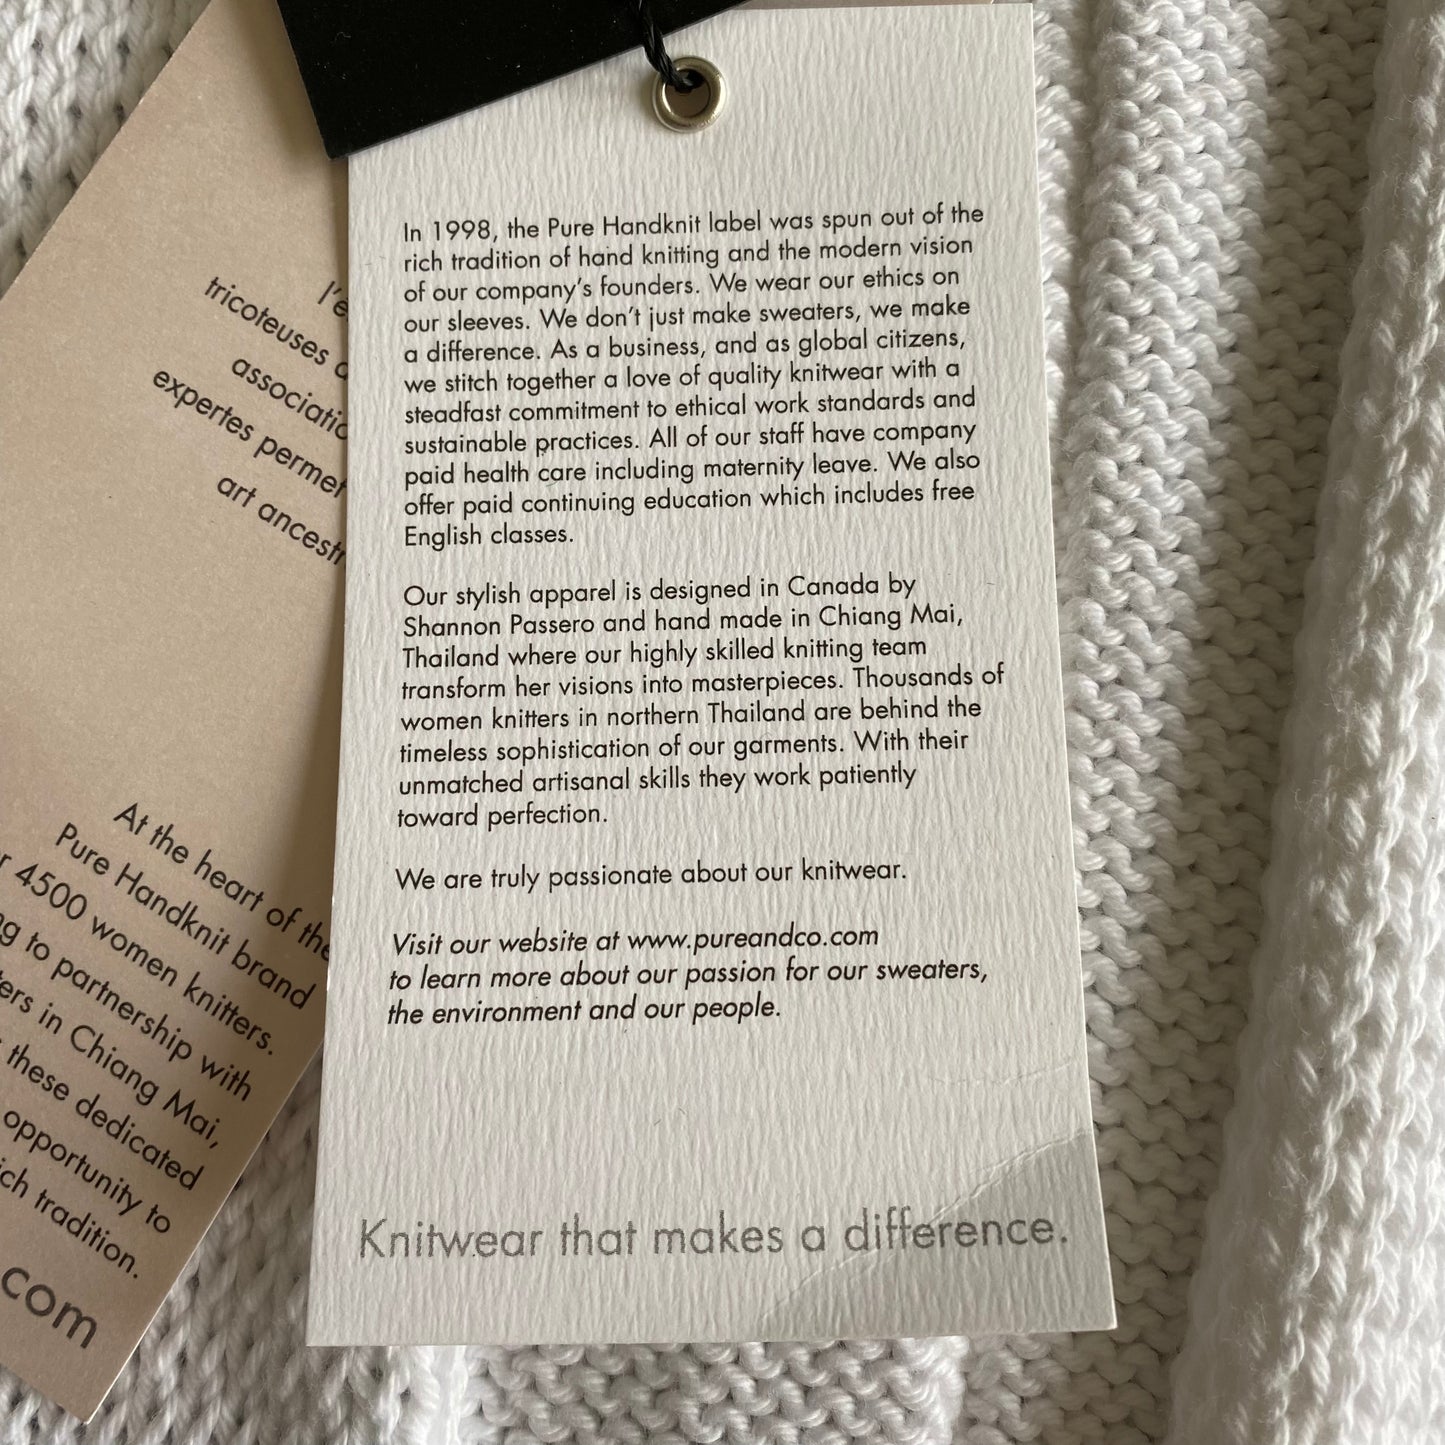 In 1998, the Pure Handknit label was spun out of the
rich tradition of hand knitting and the modern vision
of our company's founders. We wear our ethics on
our sleeves. We don't just make sweaters, we make
a difference. As a business, and as global citizens,
we stitch together a love of quality knitwear with a
steadfast commitment to ethical work standards and
sustainable practices. All of our staff have company
paid health care including maternity leave. We also
offer paid continuing education which includes free
English classes.
Our stylish apparel is designed in Canada by
Shannon Passero and hand made in Chiang Mai,
Thailand where our highly skilled knitting team
transform her visions into masterpieces. Thousands of
women knitters in northern Thailand are behind the
timeless sophistication of our garments. With their
unmatched artisanal skills they work patiently
toward perfection.
We are truly passionate about our knitwear.
Visit our website at www.pureandco.com
to learn more about our passion for our sweaters,
the environment and our people.
Knitwear that makes a difference.
tricoteuses
expertes
art
At the heart of the
Pure Handknit brand
4500 women knitters.
to partnership with
in Chiang Mai,
these dedicated
opportunity to
tradition.
com